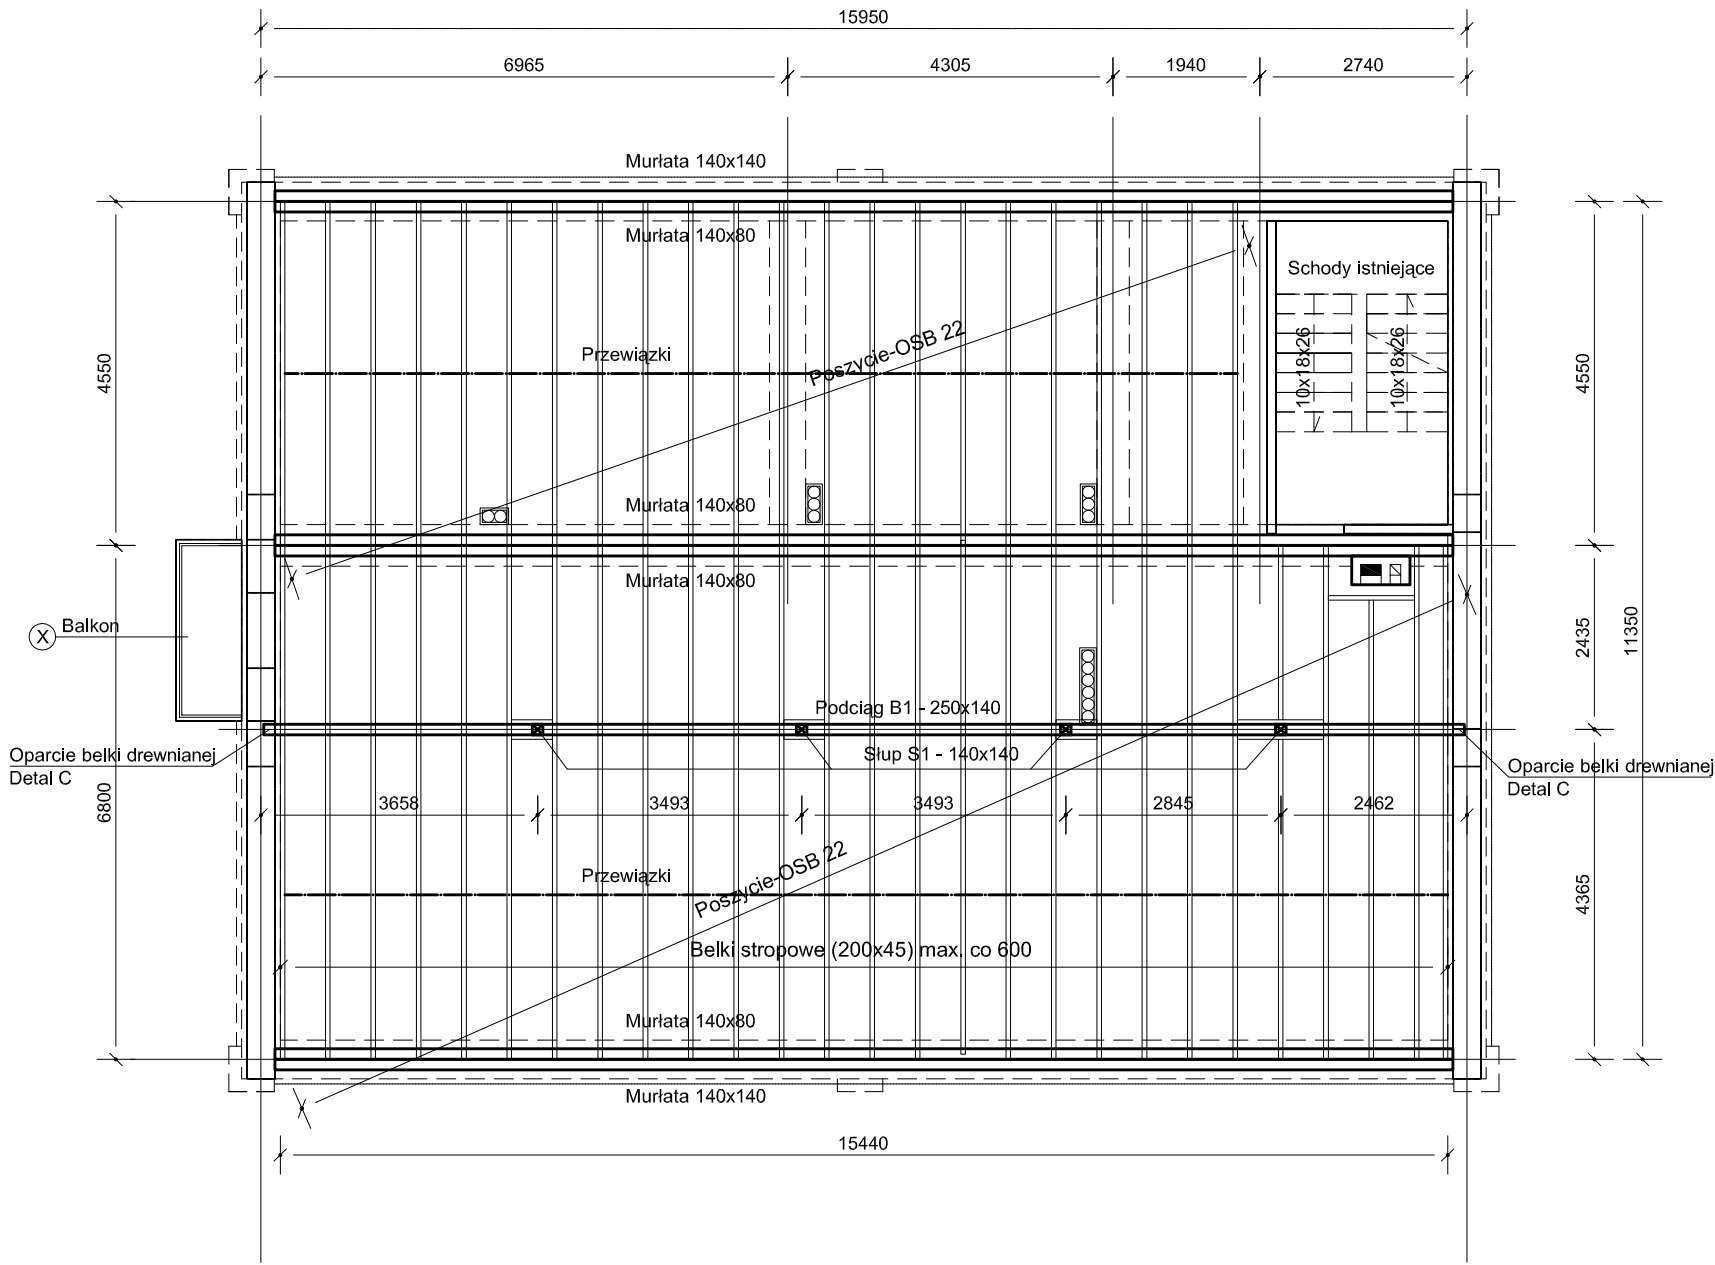 15950
6965
4305
1940
2740
Murłata 140x140
Murłata 140x80
Schody istniejące
4550
Przewiązki
Poszycie-OSB 22
10x18x26
10x18x26
4550
Murłata 140x80
Murłata 140x80
X
Balkon
2435
11350
Podciąg B1 - 250x140
Słup S1 - 140x140
Oparcie belki drewnianej
Detal C
Oparcie belki drewnianej
Detal C
6800
3658
3493
3493
2845
2462
Przewiązki
Poszycie-OSB 22
4365
Belki stropowe (200x45) max. co 600
Murłata 140x80
Murłata 140x140
15440